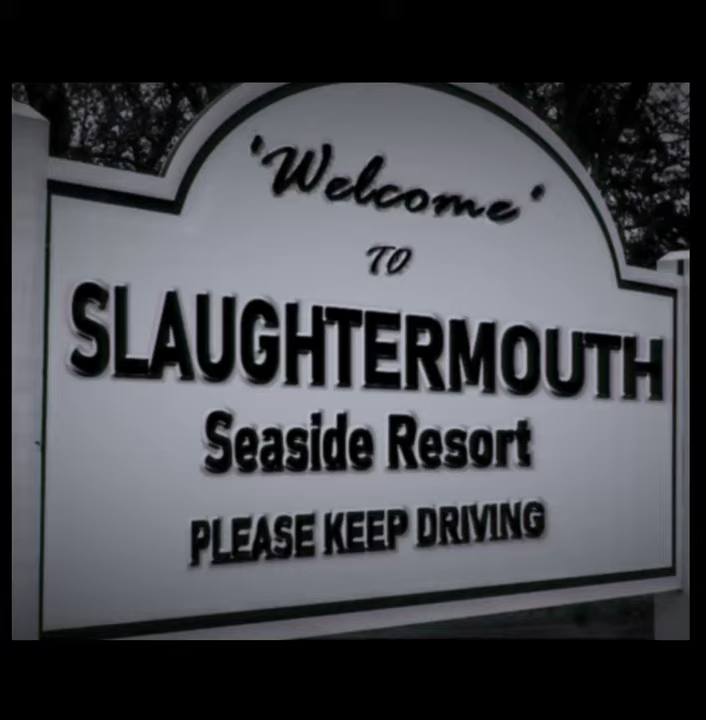 'Welcome'
TO
SLAUGHTERMOUTH
Seaside Resort
PLEASE KEEP DRIVING